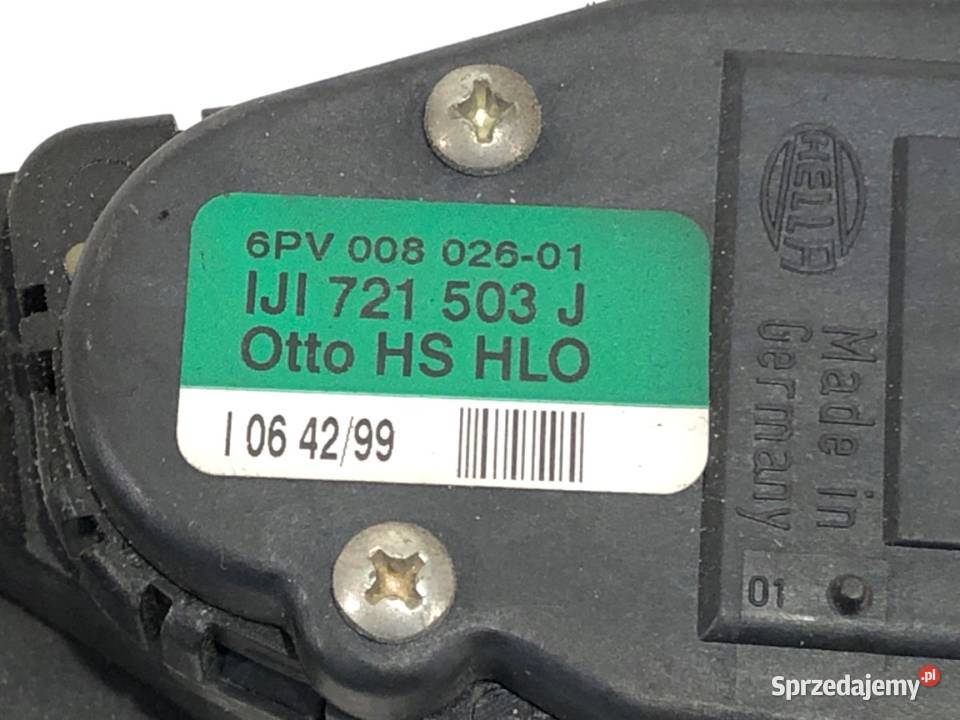 6PV 008 026-01
IJI 721 503 J
Otto HS HLO
I 06 42/99
HELLA
Made in
Germany
01
Sprzedajemy.pl